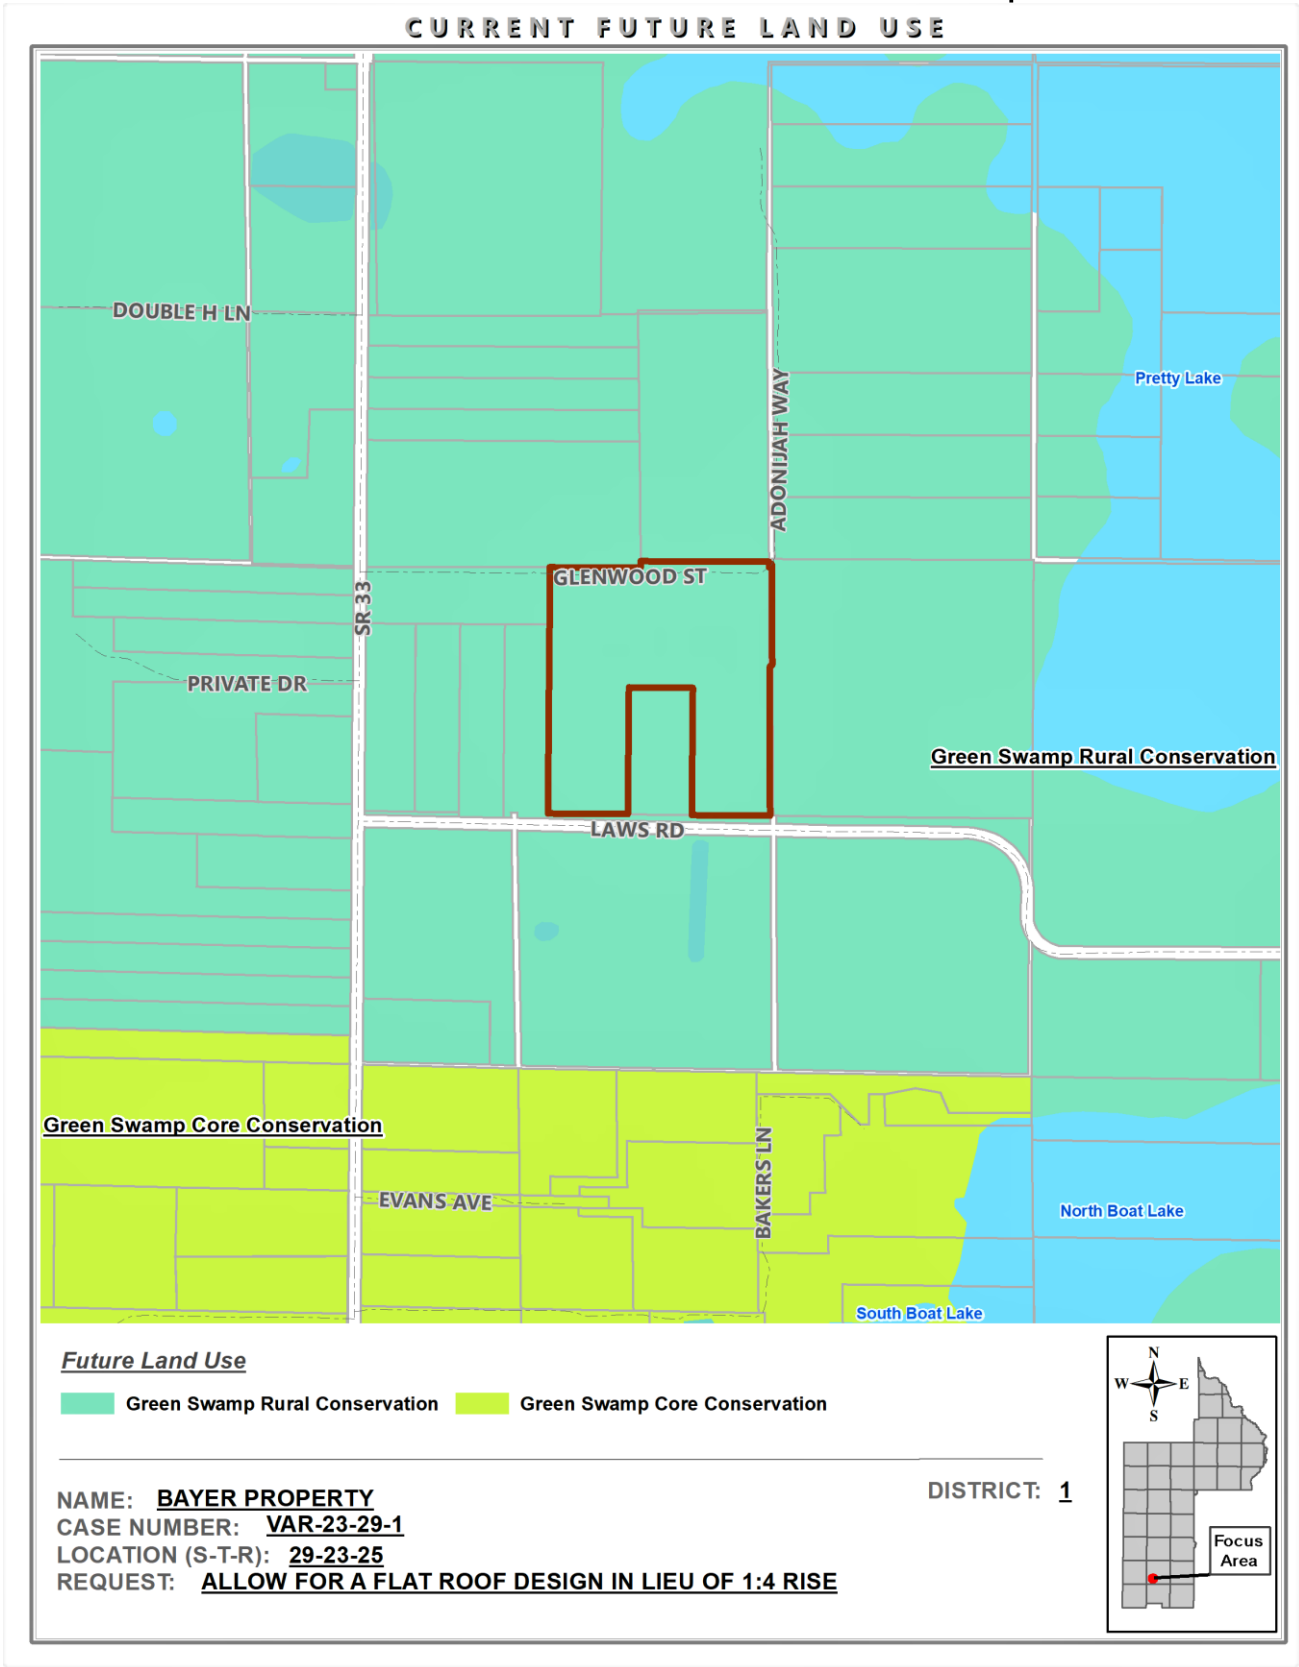 CURRENT FUTURE LAND USE
DOUBLE H LN
Pretty Lake
ADONIJAH WAY
GLENWOOD ST
SR 33
PRIVATE DR
Green Swamp Rural Conservation
LAWS RD
Green Swamp Core Conservation
BAKERS LN
EVANS AVE
North Boat Lake
South Boat Lake
Future Land Use
Green Swamp Rural Conservation
Green Swamp Core Conservation
N
W E
S
DISTRICT: 1
NAME: BAYER PROPERTY
CASE NUMBER: VAR-23-29-1
LOCATION (S-T-R): 29-23-25
REQUEST: ALLOW FOR A FLAT ROOF DESIGN IN LIEU OF 1:4 RISE
Focus
Area